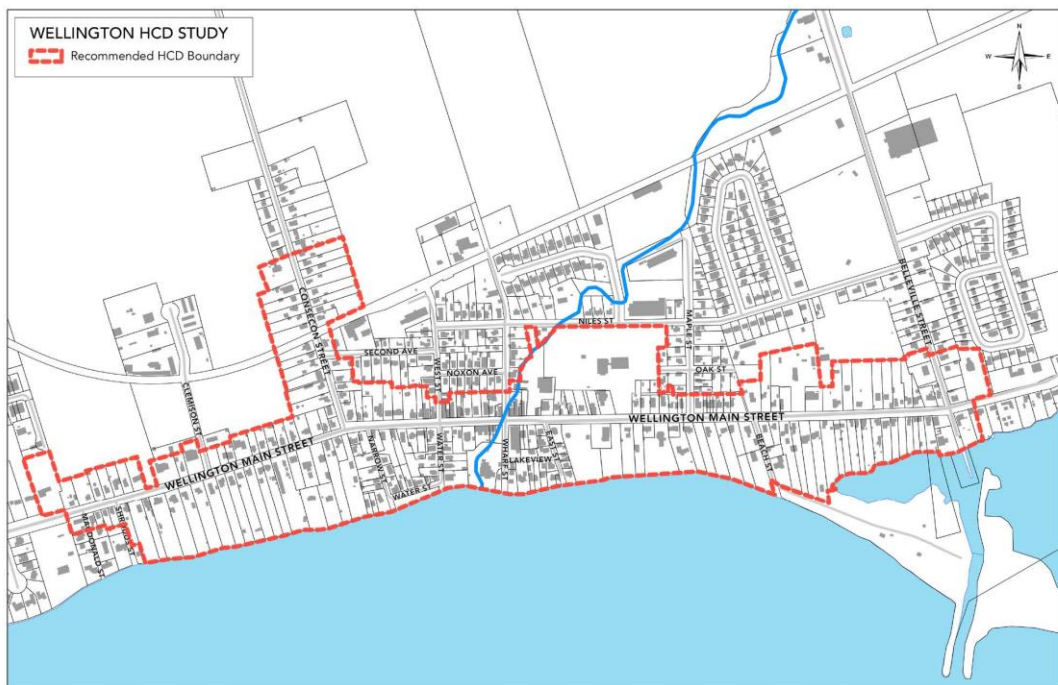 WELLINGTON HCD STUDY
Recommended HCD Boundary
N
W E
S
CONSECON STREET
BELLEVILLE STREET
NILES ST
MAPLE ST
SECOND AVE
WEST ST
NOXON AVE
OAK ST
CLEMISON ST
WELLINGTON MAIN STREET
WELLINGTON MAIN STREET
NARROW ST
WATER ST
WHARF ST
EAST ST
LAKEVIEW
BEACH ST
WATER ST
MACDONALD ST